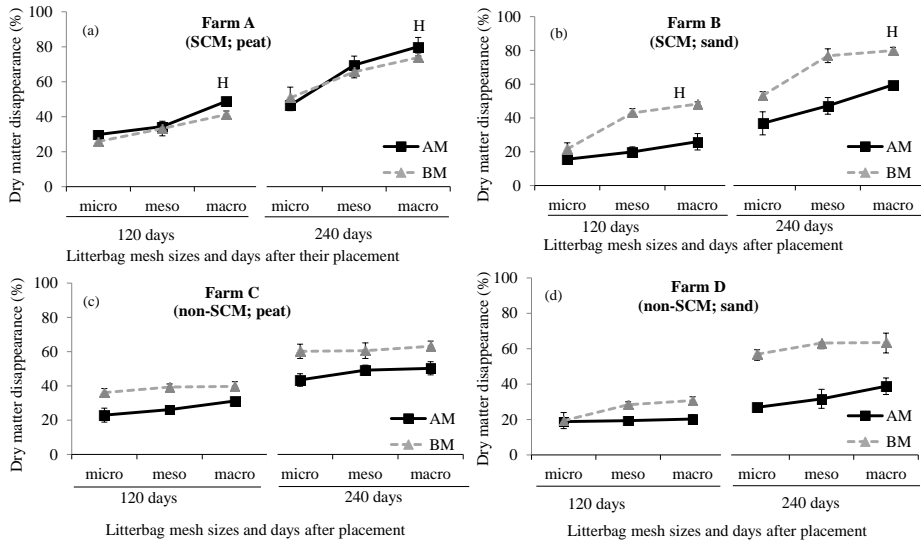 (a)
Farm A
(SCM; peat)
Dry matter disappearance (%)
100
80
60
40
20
0
H
H
AM
BM
micro meso macro micro meso macro
120 days 240 days
Litterbag mesh sizes and days after their placement
(b)
Farm B
(SCM; sand)
Dry matter disappearance (%)
100
80
60
40
20
0
H
H
AM
BM
micro meso macro micro meso macro
120 days 240 days
Litterbag mesh sizes and days after placement
(c)
Farm C
(non-SCM; peat)
Dry matter disappearance (%)
100
80
60
40
20
0
AM
BM
micro meso macro micro meso macro
120 days 240 days
Litterbag mesh sizes and days after placement
(d)
Farm D
(non-SCM; sand)
Dry matter disappearance (%)
100
80
60
40
20
0
AM
BM
micro meso macro micro meso macro
120 days 240 days
Litterbag mesh sizes and days after placement